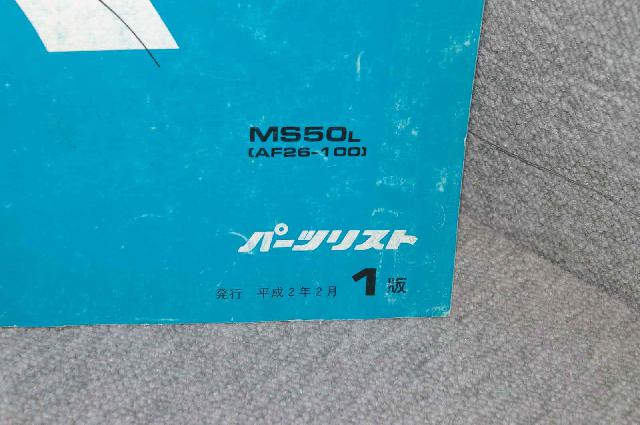 MS50L
(AF26-100)
パーツリスト
発行 平成2年2月 1版